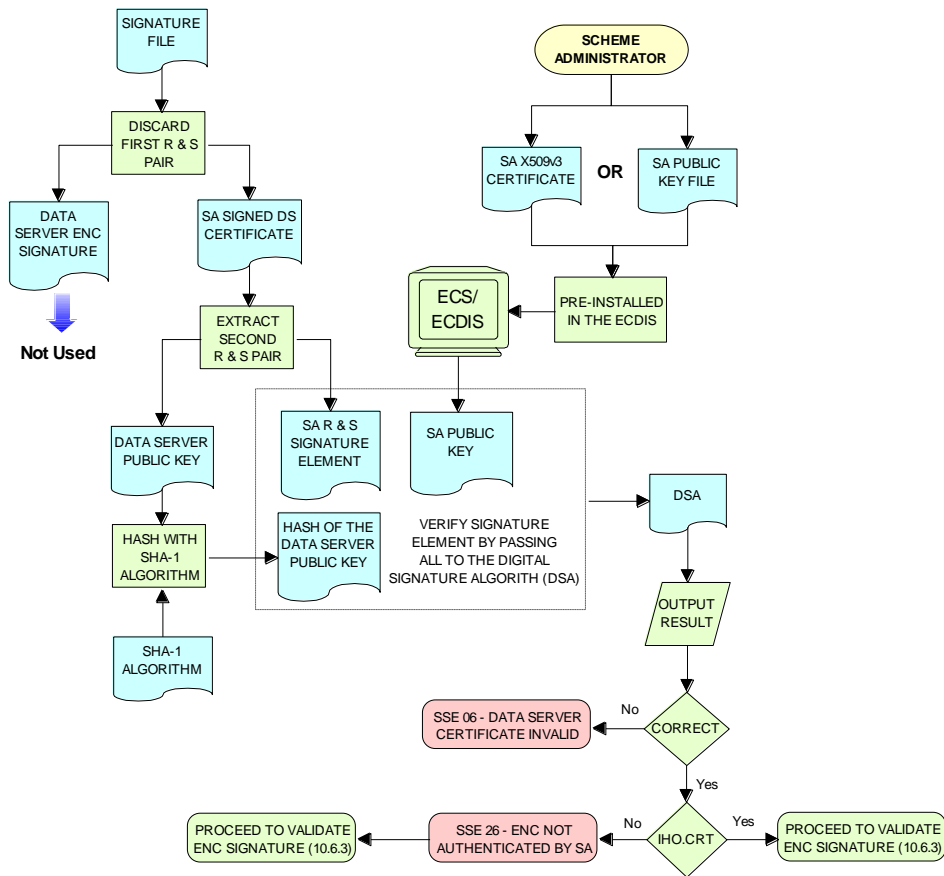 SIGNATURE
FILE
DISCARD
FIRST R & S
PAIR
DATA
SERVER ENC
SIGNATURE
Not Used
SA SIGNED DS
CERTIFICATE
EXTRACT
SECOND
R & S PAIR
DATA SERVER
PUBLIC KEY
HASH WITH
SHA-1
ALGORITHM
SHA-1
ALGORITHM
SCHEME
ADMINISTRATOR
SA X509v3
CERTIFICATE
OR
SA PUBLIC
KEY FILE
PRE-INSTALLED
IN THE ECDIS
ECS/
ECDIS
SA R & S
SIGNATURE
ELEMENT
SA PUBLIC
KEY
HASH OF THE
DATA SERVER
PUBLIC KEY
VERIFY SIGNATURE
ELEMENT BY PASSING
ALL TO THE DIGITAL
SIGNATURE ALGORITH (DSA)
DSA
OUTPUT
RESULT
CORRECT
No
SSE 06 - DATA SERVER
CERTIFICATE INVALID
Yes
IHO.CRT
No
SSE 26 - ENC NOT
AUTHENTICATED BY SA
PROCEED TO VALIDATE
ENC SIGNATURE (10.6.3)
Yes
PROCEED TO VALIDATE
ENC SIGNATURE (10.6.3)